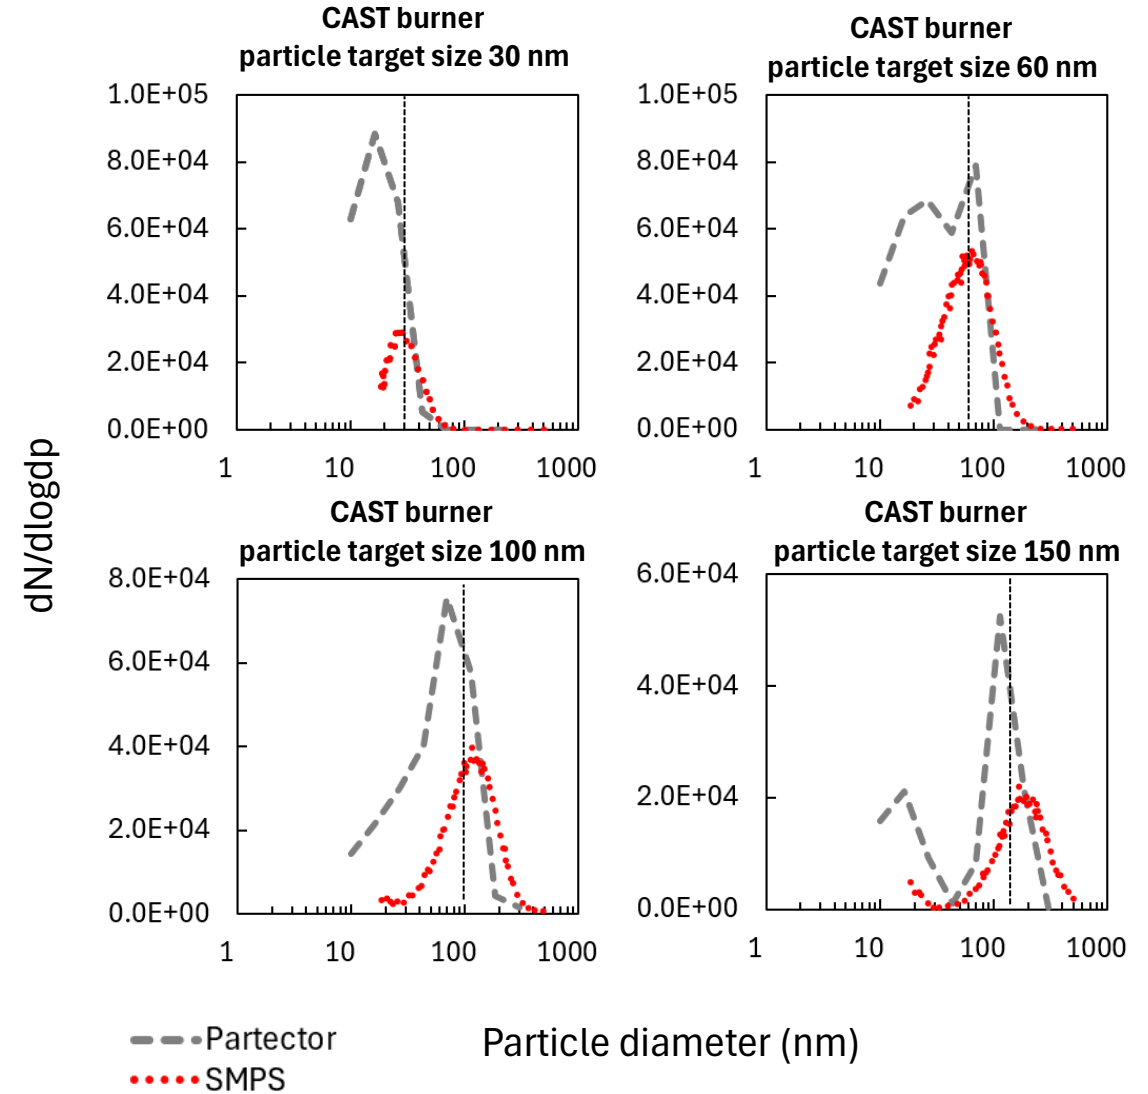 CAST burner
particle target size 30 nm
1.0E+05
8.0E+04
6.0E+04
4.0E+04
2.0E+04
0.0E+00
1 10 100 1000
CAST burner
particle target size 60 nm
1.0E+05
8.0E+04
6.0E+04
4.0E+04
2.0E+04
0.0E+00
1 10 100 1000
dN/dlogdp
CAST burner
particle target size 100 nm
8.0E+04
6.0E+04
4.0E+04
2.0E+04
0.0E+00
1 10 100 1000
CAST burner
particle target size 150 nm
6.0E+04
4.0E+04
2.0E+04
0.0E+00
1 10 100 1000
Partector
SMPS
Particle diameter (nm)